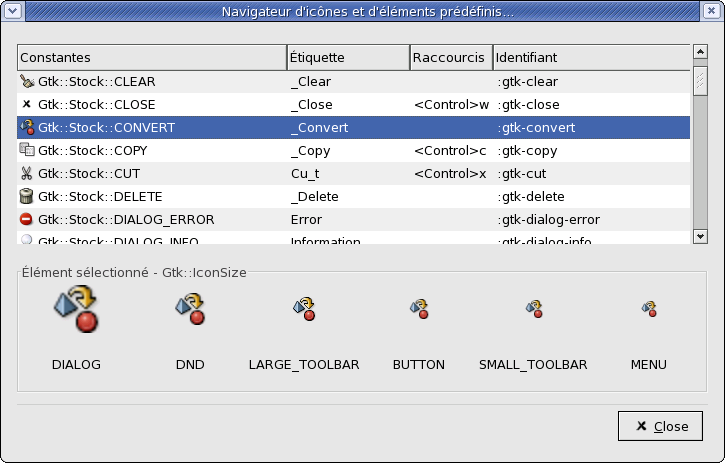 Navigateur d'icônes et d'éléments prédéfinis...
Constantes Étiquette Raccourcis Identifiant
Gtk::Stock::CLEAR _Clear :gtk-clear
Gtk::Stock::CLOSE _Close <Control>w :gtk-close
Gtk::Stock::CONVERT _Convert :gtk-convert
Gtk::Stock::COPY _Copy <Control>c :gtk-copy
Gtk::Stock::CUT Cu_t <Control>x :gtk-cut
Gtk::Stock::DELETE _Delete :gtk-delete
Gtk::Stock::DIALOG_ERROR Error :gtk-dialog-error
Gtk::Stock::DIALOG_INFO Information :gtk-dialog-info
Élément sélectionné - Gtk::IconSize
DIALOG DND LARGE_TOOLBAR BUTTON SMALL_TOOLBAR MENU
Close